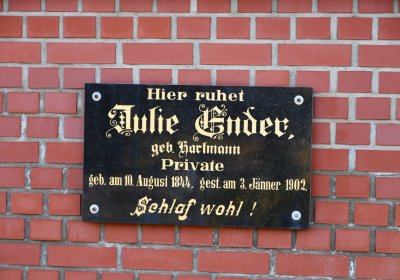 Hier ruhet
Julie Ender,
geb. Hartmann
Private
geb. am 10. August 1844, gest. am 3. Jänner 1902.
Schlaf wohl!